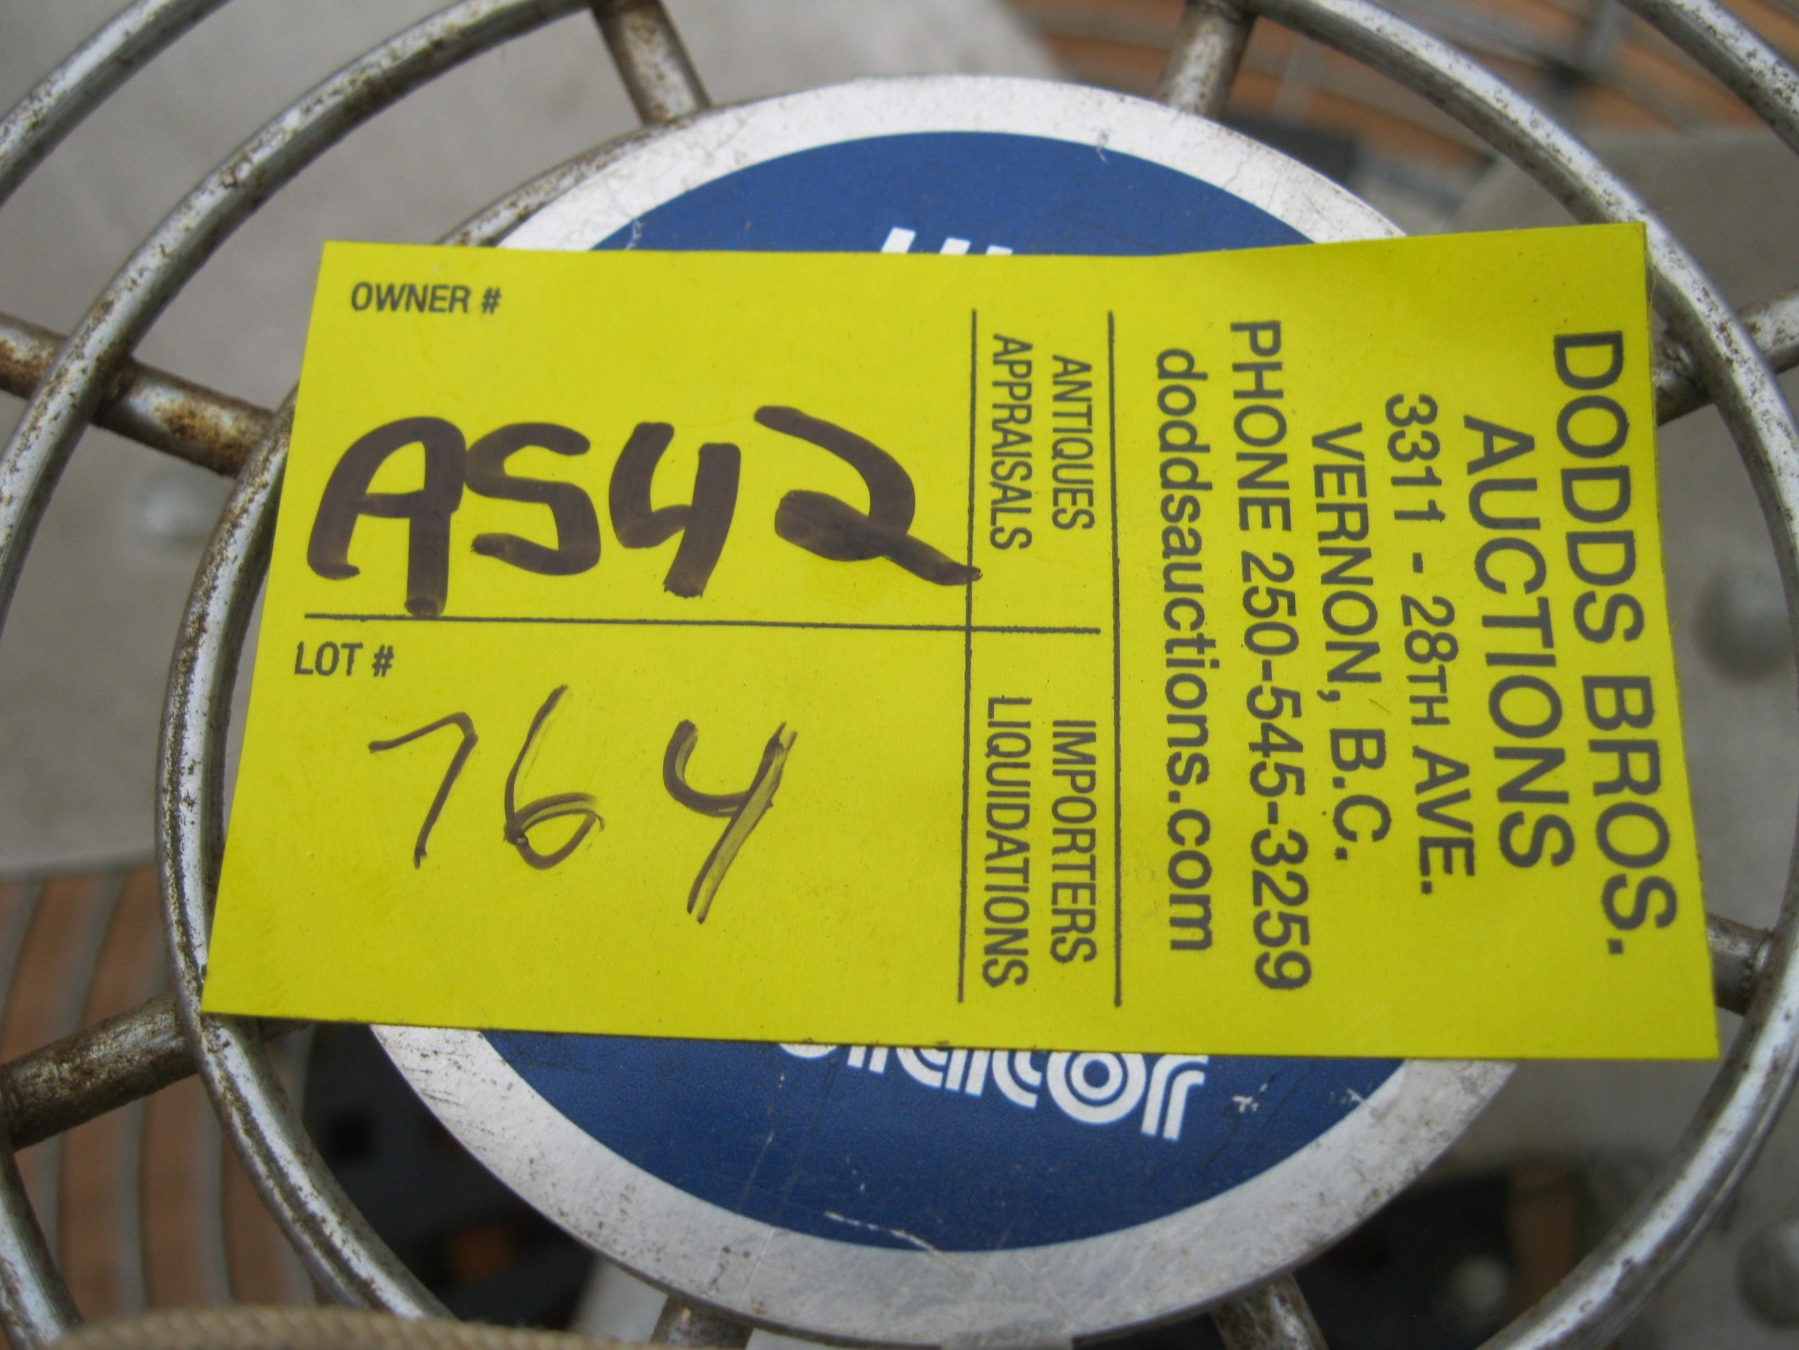 OWNER #
AS42
LOT #
764
ANTIQUES
APPRAISALS
IMPORTERS
LIQUIDATIONS
DODDS BROS.
AUCTIONS
3311 - 28TH AVE.
VERNON, B.C.
PHONE 250-545-3259
doddsauctions.com